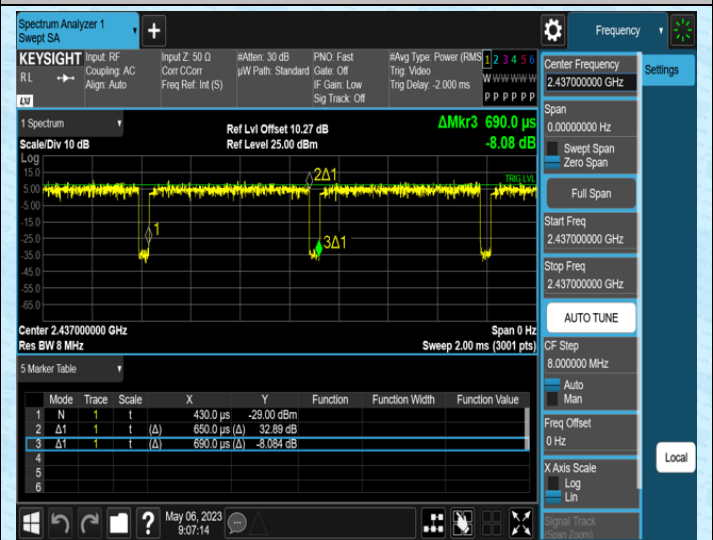 Spectrum Analyzer 1
Swept SA
+
Frequency
KEYSIGHT
RL
LXI
Input: RF
Coupling: AC
Align: Auto
Input Z: 50 Ω
Corr CCorr
Freq Ref: Int (S)
#Atten: 30 dB
µW Path: Standard
PNO: Fast
Gate: Off
IF Gain: Low
Sig Track: Off
#Avg Type: Power (RMS
Trig: Video
Trig Delay: -2.000 ms
1 2 3 4 5 6
W W W W W W
P P P P P P
1 Spectrum
Scale/Div 10 dB
Ref Lvl Offset 10.27 dB
Ref Level 25.00 dBm
ΔMkr3 690.0 µs
-8.08 dB
Log
15.0
5.00
-5.00
-15.0
-25.0
-35.0
-45.0
-55.0
-65.0
TRIG LVL
1
2Δ1
3Δ1
Center 2.437000000 GHz
Res BW 8 MHz
Span 0 Hz
Sweep 2.00 ms (3001 pts)
5 Marker Table
Mode Trace Scale X Y Function Function Width Function Value
1 N 1 t 430.0 µs -29.00 dBm
2 Δ1 1 t (Δ) 650.0 µs (Δ) 32.89 dB
3 Δ1 1 t (Δ) 690.0 µs (Δ) -8.084 dB
4
5
6
?
May 06, 2023
9:07:14
Center Frequency
2.437000000 GHz
Span
0.00000000 Hz
Swept Span
Zero Span
Full Span
Start Freq
2.437000000 GHz
Stop Freq
2.437000000 GHz
AUTO TUNE
CF Step
8.000000 MHz
Auto
Man
Freq Offset
0 Hz
X Axis Scale
Log
Lin
Signal Track
(Span Zoom)
Settings
Local